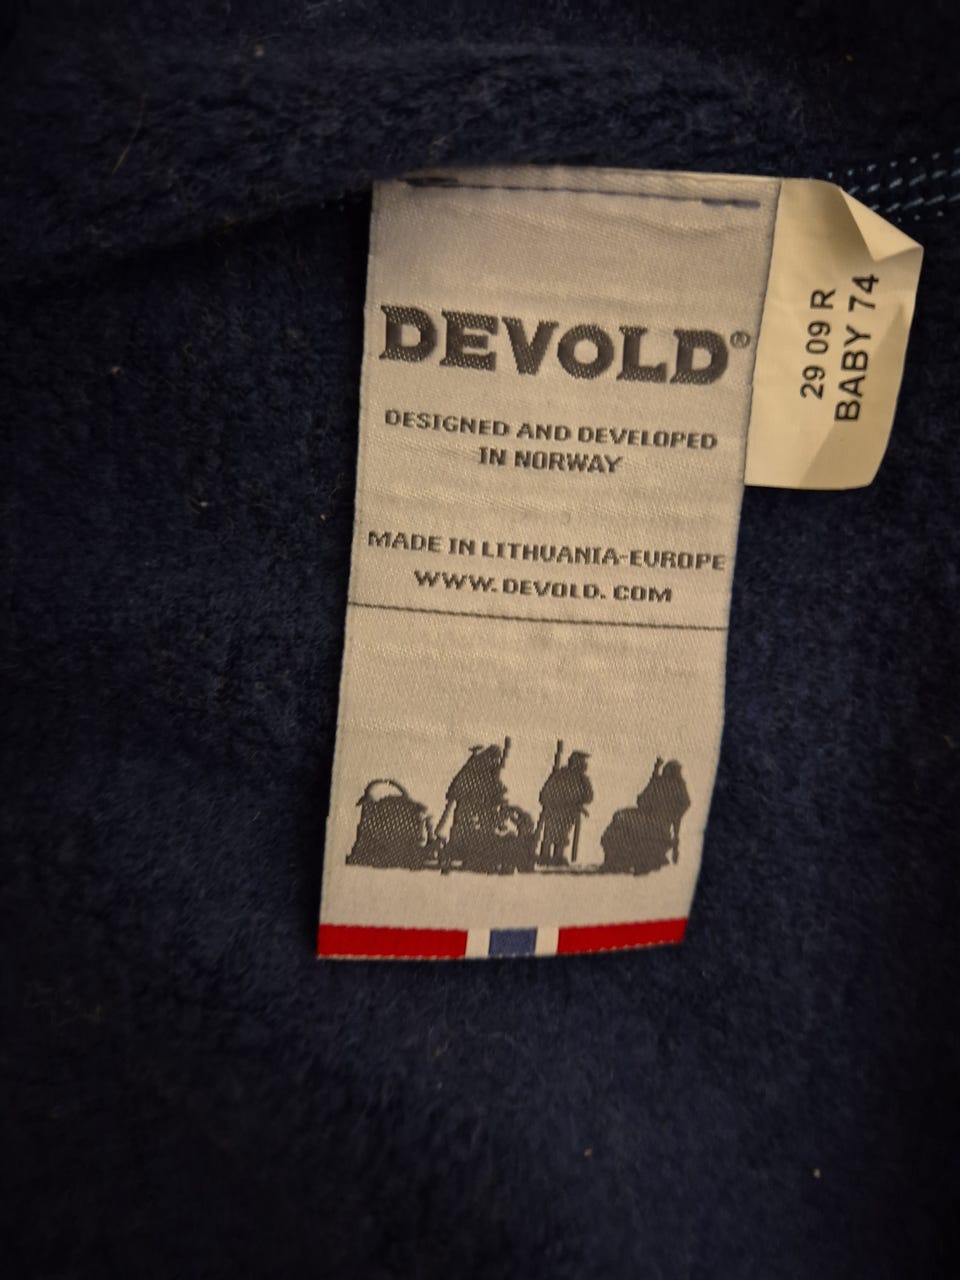 DEVOLD®
DESIGNED AND DEVELOPED
IN NORWAY
MADE IN LITHUANIA-EUROPE
WWW.DEVOLD.COM
29 09 R
BABY 74